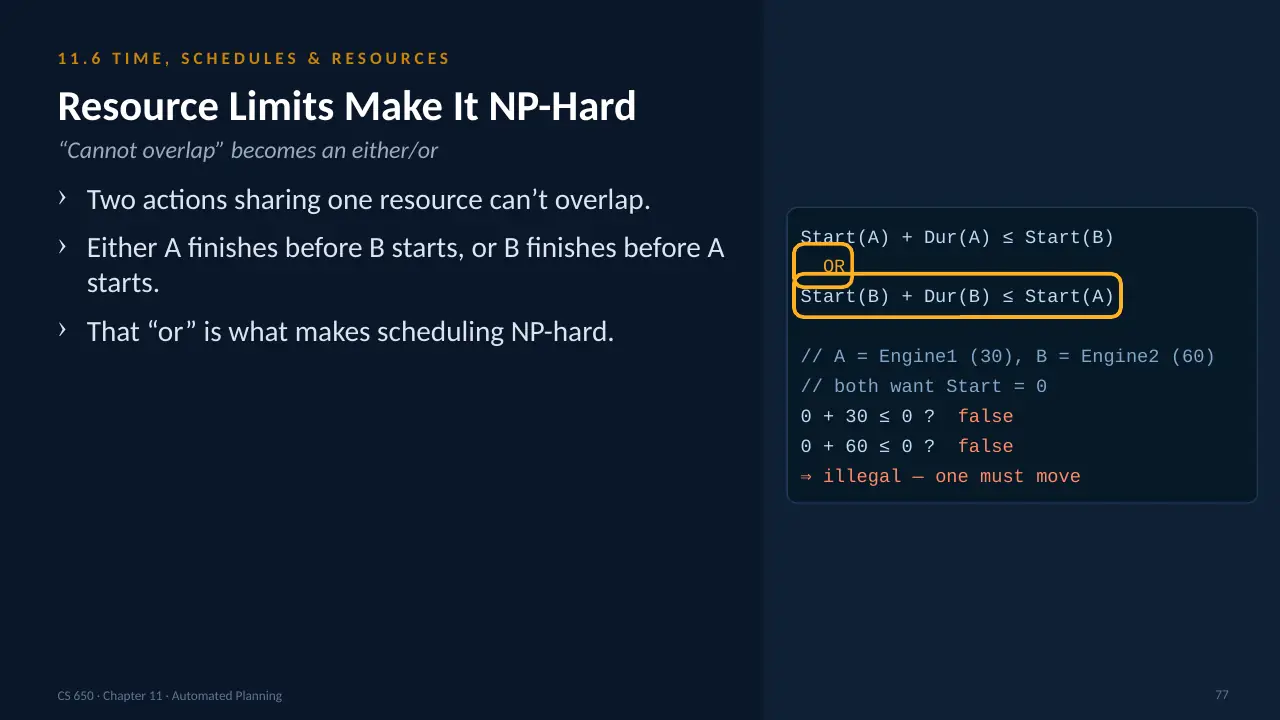 11.6 TIME, SCHEDULES & RESOURCES
Resource Limits Make It NP-Hard
“Cannot overlap” becomes an either/or
› Two actions sharing one resource can’t overlap.
› Either A finishes before B starts, or B finishes before A
starts.
› That “or” is what makes scheduling NP-hard.
Start(A) + Dur(A) ≤ Start(B)
OR
Start(B) + Dur(B) ≤ Start(A)
// A = Engine1 (30), B = Engine2 (60)
// both want Start = 0
0 + 30 ≤ 0 ? false
0 + 60 ≤ 0 ? false
⇒ illegal — one must move
CS 650 · Chapter 11 · Automated Planning
77